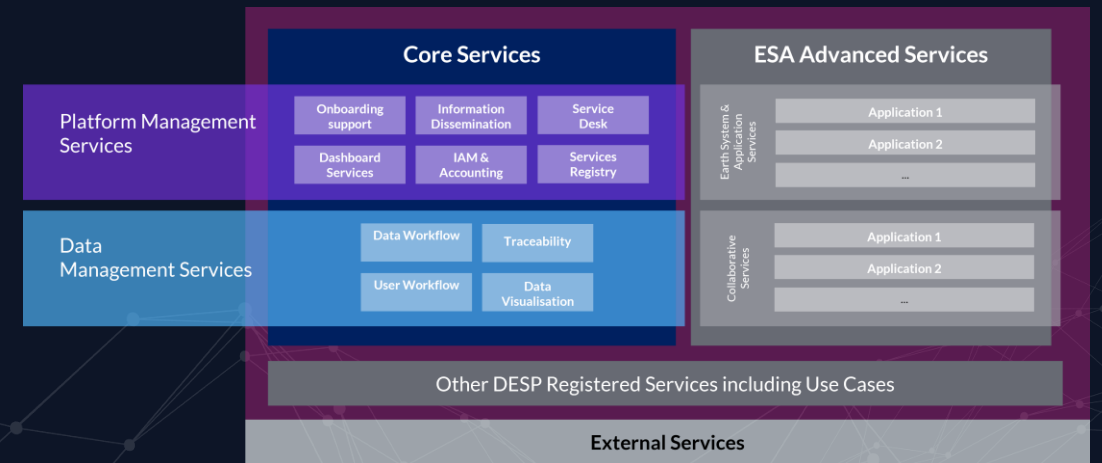 Core Services
ESA Advanced Services
Platform Management
Services
Onboarding
support
Information
Dissemination
Service
Desk
Dashboard
Services
IAM &
Accounting
Services
Registry
Earth System &
Application
Services
Application 1
Application 2
...
Data
Management Services
Data Workflow
Traceability
User Workflow
Data
Visualisation
Collaborative
Services
Application 1
Application 2
...
Other DESP Registered Services including Use Cases
External Services